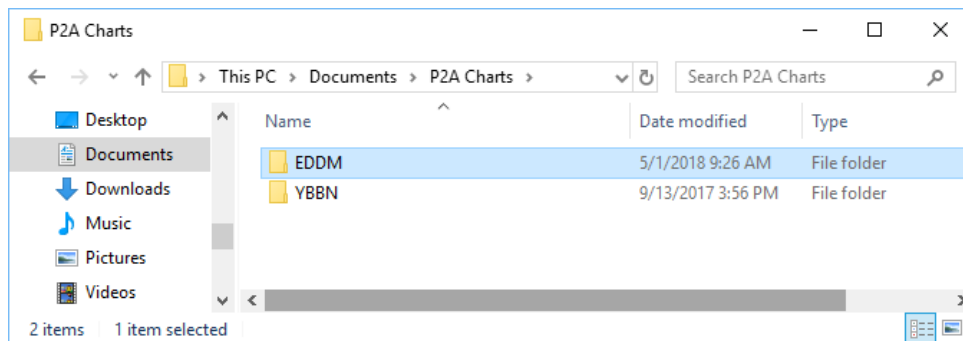 P2A Charts
This PC > Documents > P2A Charts >
Search P2A Charts
Name
Date modified
Type
Desktop
Documents
Downloads
Music
Pictures
Videos
EDDM
5/1/2018 9:26 AM
File folder
YBBN
9/13/2017 3:56 PM
File folder
2 items
1 item selected